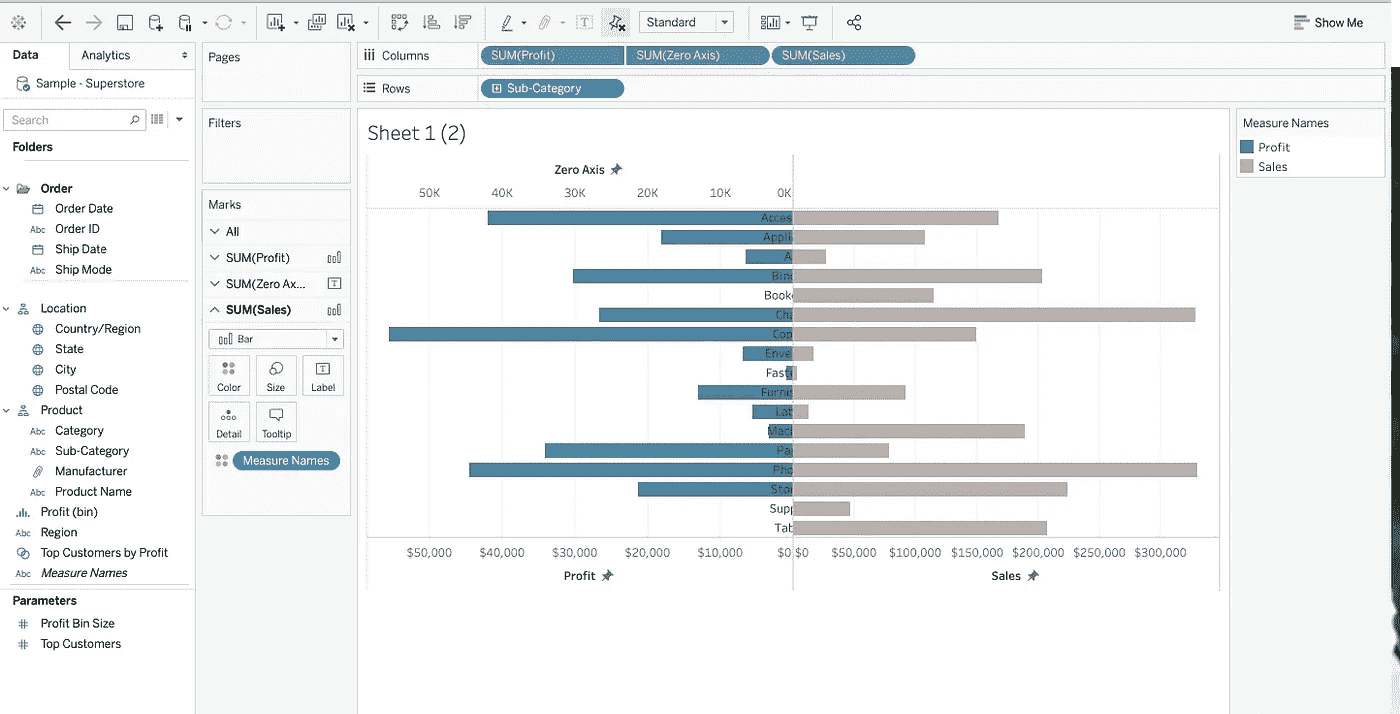 Standard
Show Me
Data
Analytics
Sample - Superstore
Search
Folders
Order
Order Date
Abc Order ID
Ship Date
Abc Ship Mode
Location
Country/Region
State
City
Postal Code
Product
Abc Category
Abc Sub-Category
Manufacturer
Abc Product Name
Profit (bin)
Abc Region
Top Customers by Profit
Abc Measure Names
Parameters
# Profit Bin Size
# Top Customers
Pages
Filters
Marks
All
SUM(Profit)
SUM(Zero Ax...
SUM(Sales)
Bar
Color Size Label
Detail Tooltip
Measure Names
Columns SUM(Profit) SUM(Zero Axis) SUM(Sales)
Rows Sub-Category
Sheet 1 (2)
Zero Axis
50K 40K 30K 20K 10K 0K
Acces
Appli
A
Bin
Book
Cha
Cop
Enve
Fast
Furnis
Lab
Mach
Pa
Pho
Stor
Supp
Tab
$50,000 $40,000 $30,000 $20,000 $10,000 $0 $0 $50,000 $100,000 $150,000 $200,000 $250,000 $300,000
Profit Sales
Measure Names
Profit
Sales